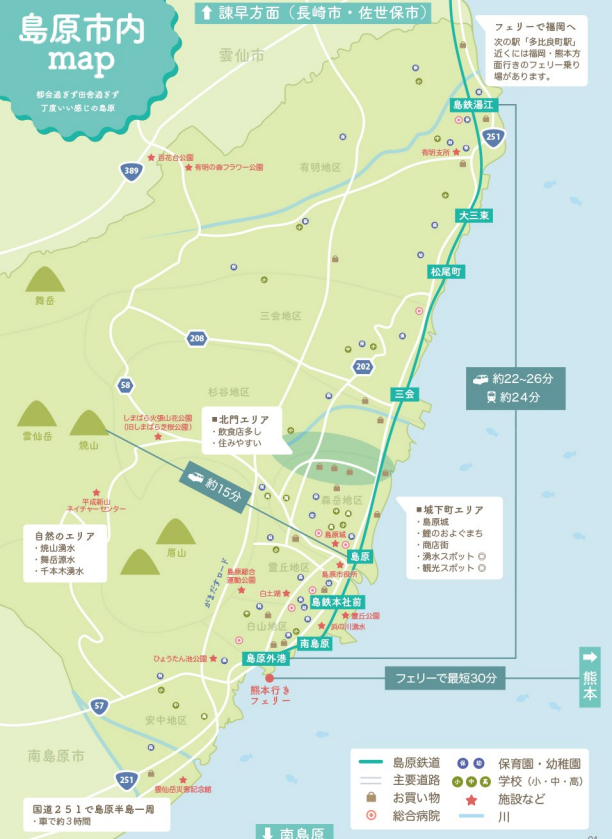 島原市内
map
都会過ぎず田舎過ぎず
丁度いい感じの島原
諫早方面(長崎市・佐世保市)
フェリーで福岡へ
次の駅「多比良町駅」
近くには福岡・熊本方
面行きのフェリー乗り
場があります。
雲仙市
島鉄湯江
251
有明支所
百花台公園
389
有明の森フラワー公園
有明地区
大三東
松尾町
舞岳
三会地区
208
202
58
杉谷地区
三会
約22~26分
約24分
しまばら火張山花公園
(旧しまばら芝桜公園)
■北門エリア
・飲食店多し
・住みやすい
雲仙岳
焼山
約15分
平成新山
ネイチャーセンター
森岳地区
■城下町エリア
・島原城
・鯉のおよぐまち
・商店街
・湧水スポット◎
・観光スポット◎
自然のエリア
・焼山湧水
・舞岳源水
・千本木湧水
眉山
島原城
島原
霊丘地区
島原市役所
がまだすロード
島原総合
運動公園
白土湖
島鉄本社前
霊丘公園
白山地区
浜の川湧水
南島原
ひょうたん池公園
島原外港
フェリーで最短30分
熊本
熊本行き
フェリー
57
安中地区
南島原市
251
雲仙岳災害記念館
国道251で島原半島一周
・車で約3時間
島原鉄道
主要道路
お買い物
総合病院
保 幼 保育園・幼稚園
小 中 高 学校(小・中・高)
施設など
川
南島原